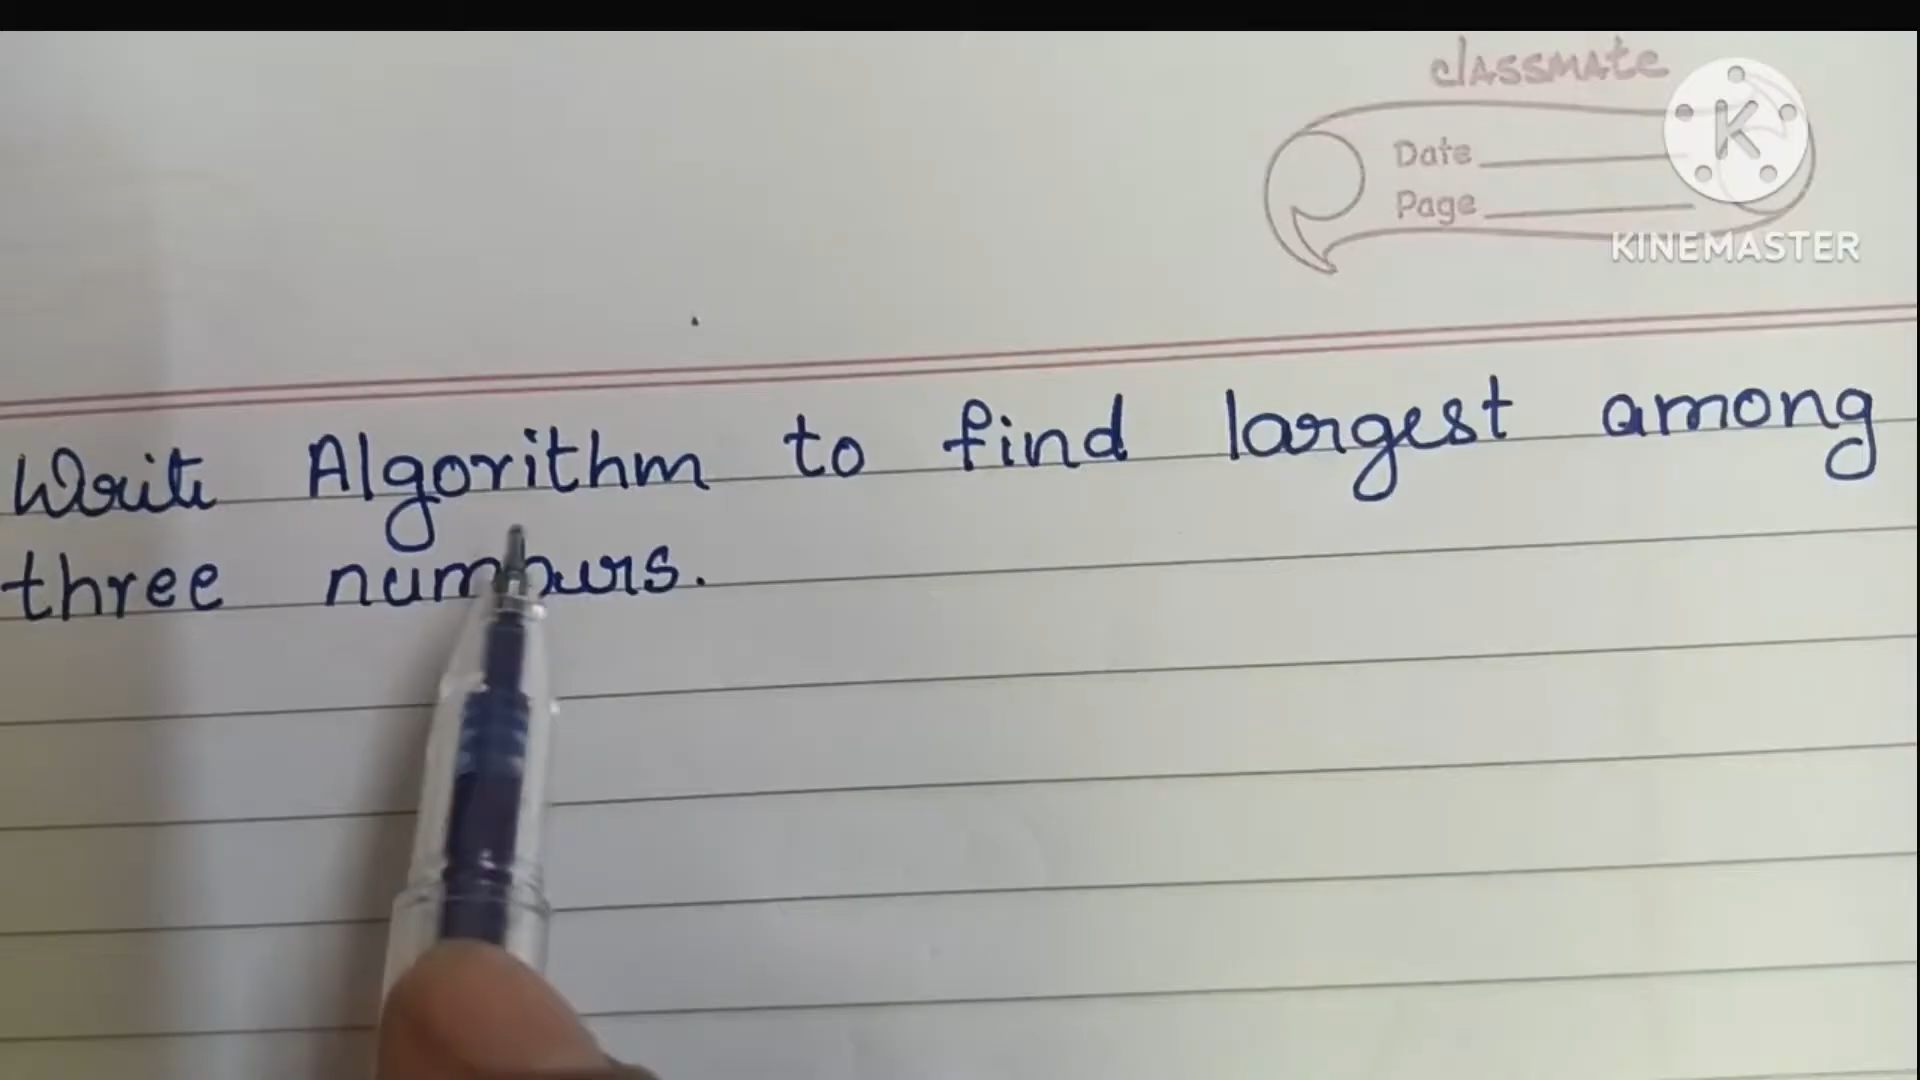 classmate
Date
Page
KINEMASTER
Write Algorithm to find largest among
three numbers.